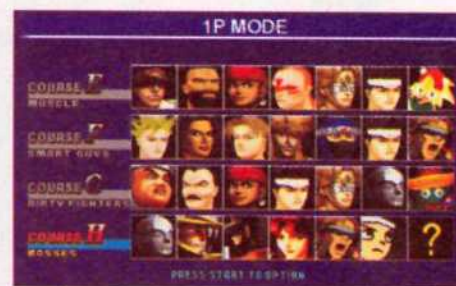 1P MODE
COURSE E
MUSCLE
COURSE F
SMART GUYS
COURSE G
DIRTY FIGHTERS
COURSE H
BOSSES
?
PRESS START TO OPTION